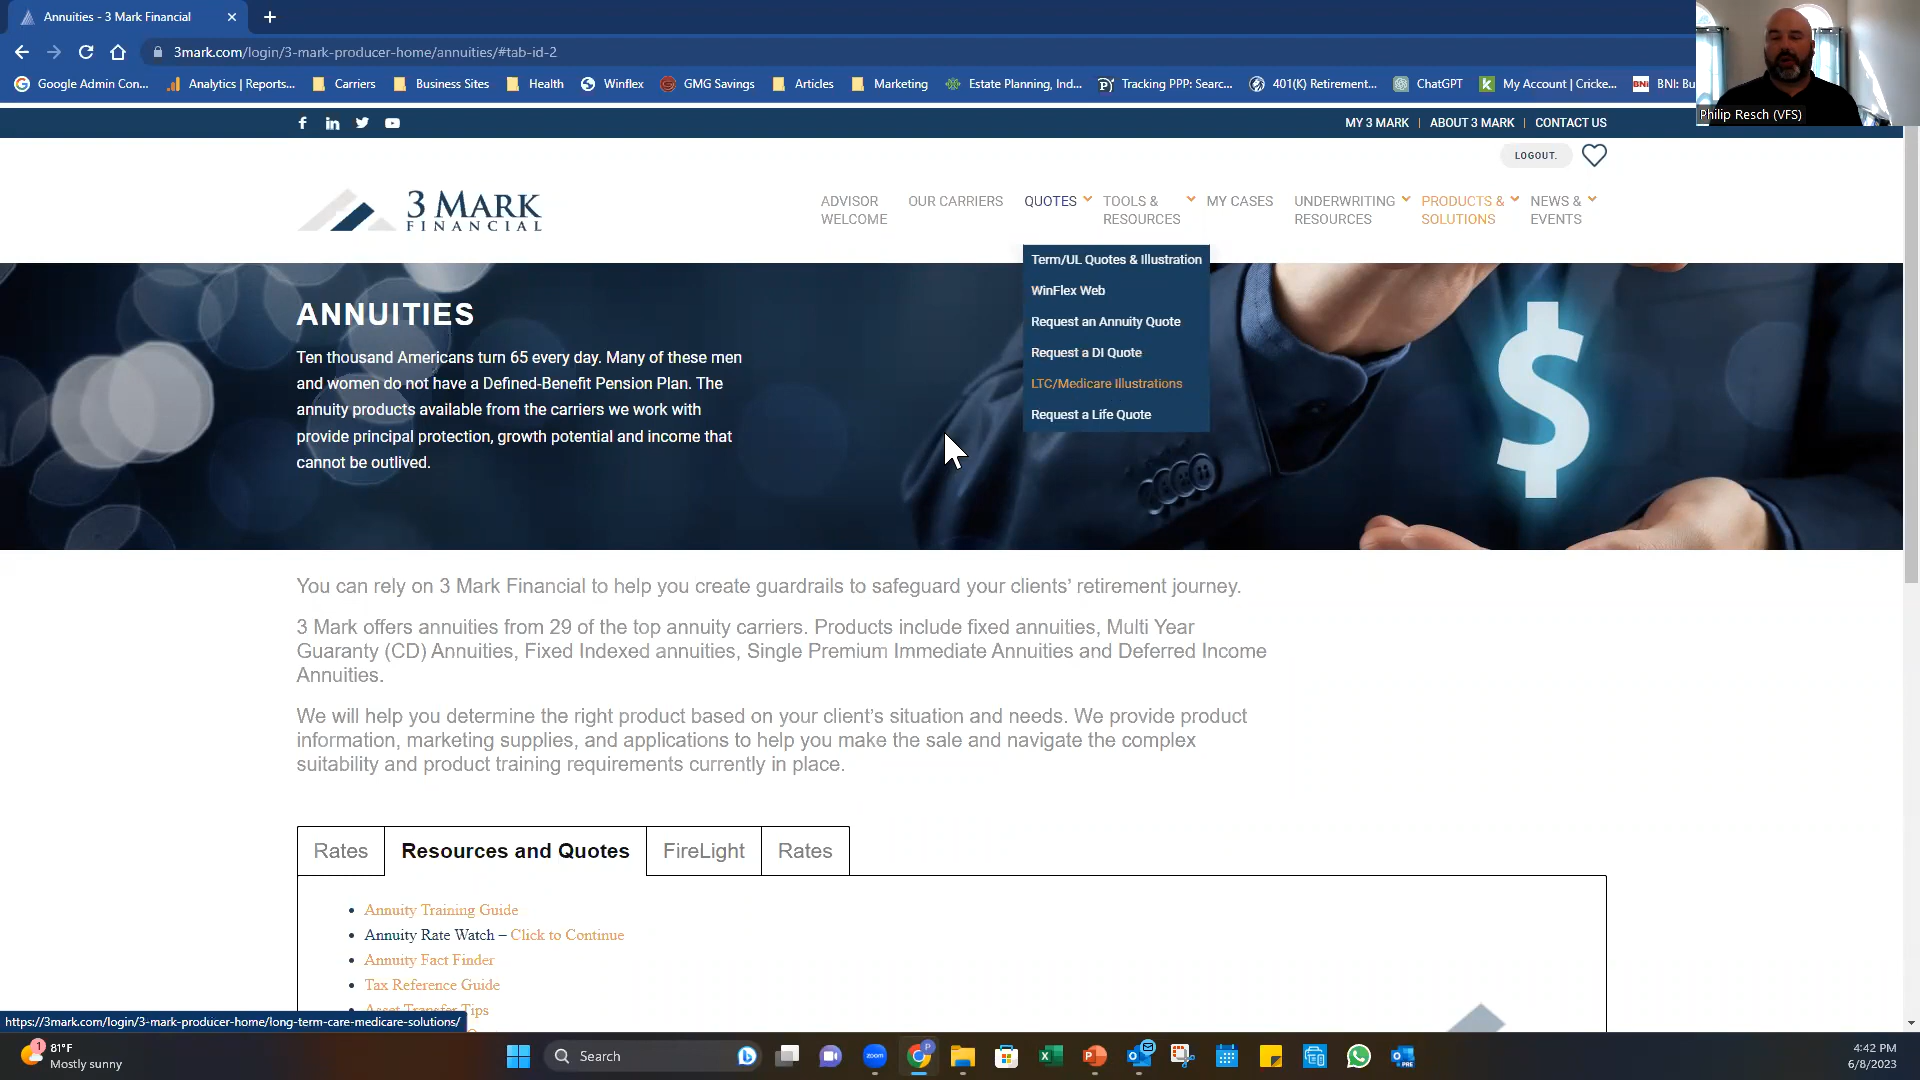 Annuities - 3 Mark Financial
3mark.com/login/3-mark-producer-home/annuities/#tab-id-2
Google Admin Con... Analytics | Reports... Carriers Business Sites Health Winflex GMG Savings Articles Marketing Estate Planning, Ind... Tracking PPP: Searc... 401(K) Retirement... ChatGPT My Account | Cricke... BNI: Bu
Philip Resch (VFS)
MY 3 MARK | ABOUT 3 MARK | CONTACT US
LOGOUT.
3 MARK
FINANCIAL
ADVISOR WELCOME
OUR CARRIERS
QUOTES
TOOLS & RESOURCES
MY CASES
UNDERWRITING RESOURCES
PRODUCTS & SOLUTIONS
NEWS & EVENTS
Term/UL Quotes & Illustration
WinFlex Web
Request an Annuity Quote
Request a DI Quote
LTC/Medicare Illustrations
Request a Life Quote
ANNUITIES
Ten thousand Americans turn 65 every day. Many of these men
and women do not have a Defined-Benefit Pension Plan. The
annuity products available from the carriers we work with
provide principal protection, growth potential and income that
cannot be outlived.
$
You can rely on 3 Mark Financial to help you create guardrails to safeguard your clients' retirement journey.
3 Mark offers annuities from 29 of the top annuity carriers. Products include fixed annuities, Multi Year
Guaranty (CD) Annuities, Fixed Indexed annuities, Single Premium Immediate Annuities and Deferred Income
Annuities.
We will help you determine the right product based on your client's situation and needs. We provide product
information, marketing supplies, and applications to help you make the sale and navigate the complex
suitability and product training requirements currently in place.
Rates Resources and Quotes FireLight Rates
Annuity Training Guide
Annuity Rate Watch – Click to Continue
Annuity Fact Finder
Tax Reference Guide
Asset Transfer Tips
https://3mark.com/login/3-mark-producer-home/long-term-care-medicare-solutions/
1
81°F
Mostly sunny
Search
zoom
4:42 PM
6/8/2023